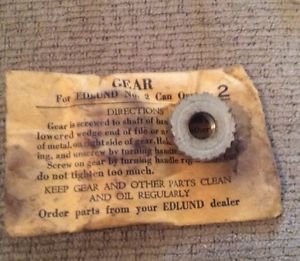 GEAR
For EDLUND No. 2 Can 2
DIRECTIONS
Gear is screwed to shaft of
lowered wedge end of file or
of metal, on right side of gear.
ing, and unscrew by turning
Screw on gear by turning handle
do not tighten too much.
KEEP GEAR AND OTHER PARTS CLEAN
AND OIL REGULARLY
Order parts from your EDLUND dealer